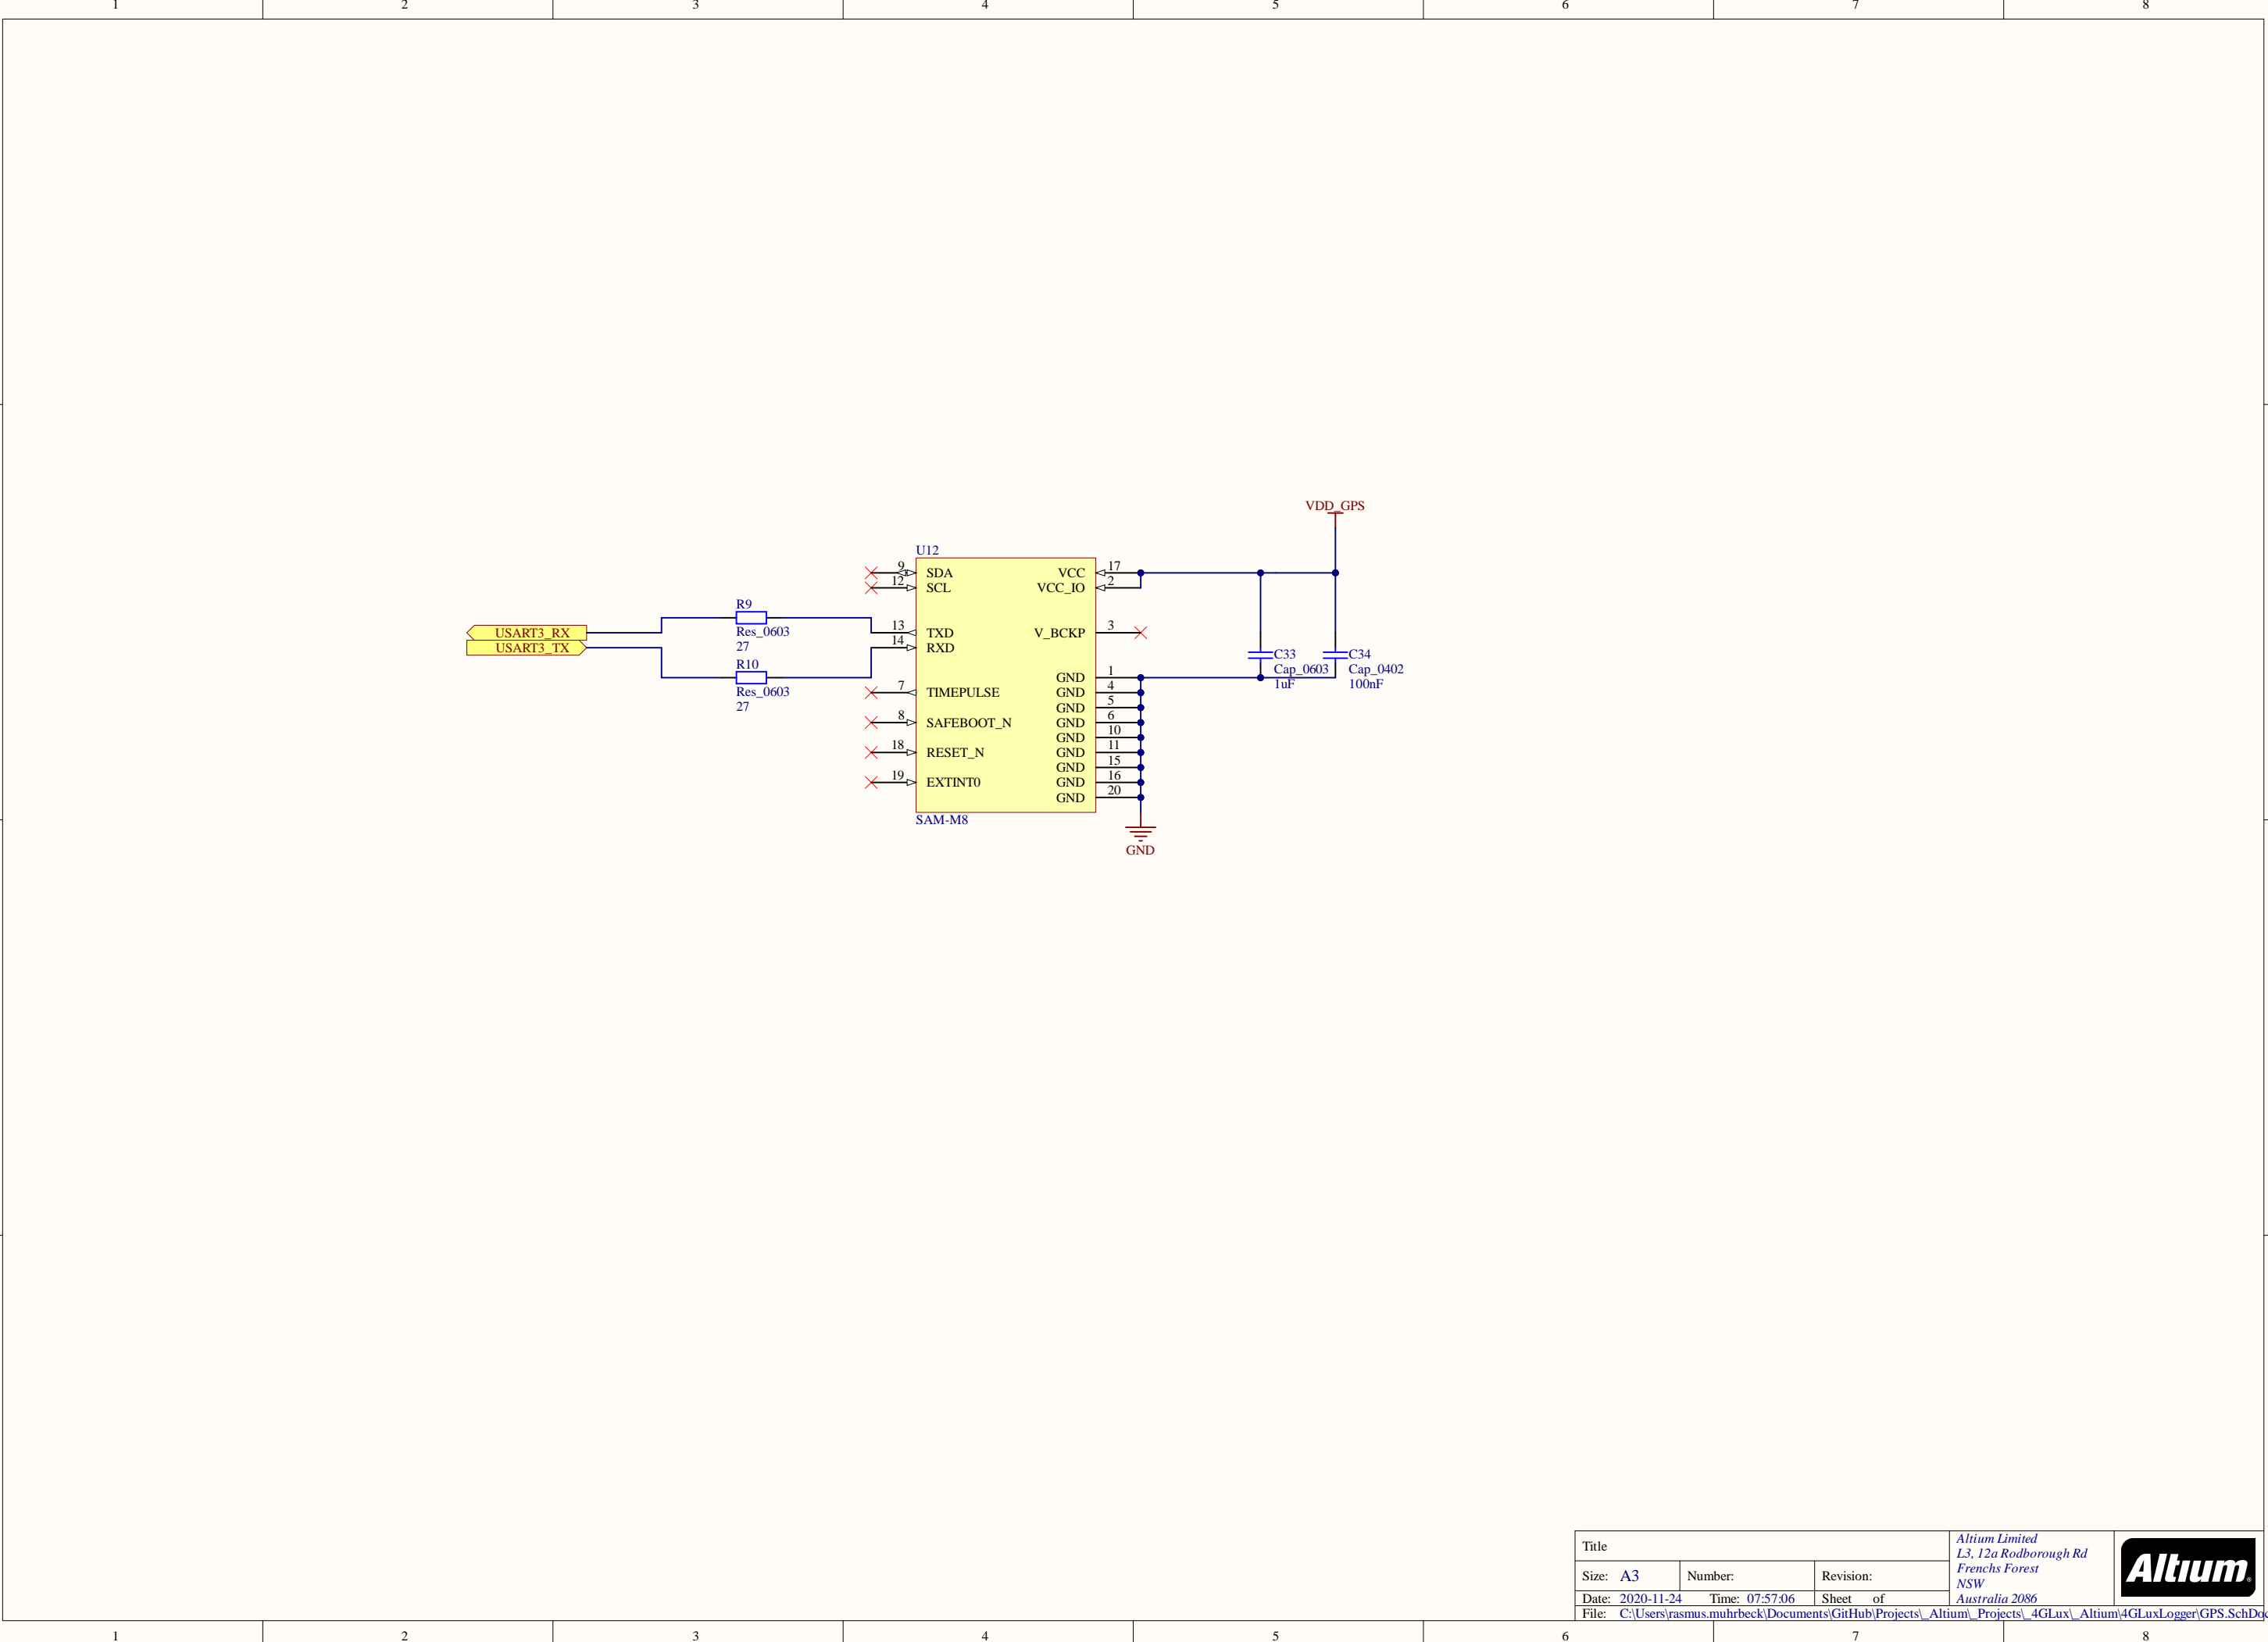 1 2 3 4 5 6 7 8
VDD_GPS
U12
9 SDA VCC 17
12 SCL VCC_IO 2
R9
USART3_RX Res_0603 13 TXD V_BCKP 3
USART3_TX 27 14 RXD
R10
Res_0603
27
C33 C34
Cap_0603 Cap_0402
1uF 100nF
GND 1
7 TIMEPULSE GND 4
GND 5
8 SAFEBOOT_N GND 6
GND 10
18 RESET_N GND 11
GND 15
19 EXTINT0 GND 16
GND 20
SAM-M8
GND
Title
Size: A3 Number: Revision:
Date: 2020-11-24 Time: 07:57:06 Sheet of
File: C:\Users\rasmus.muhrbeck\Documents\GitHub\Projects\_Altium\_Projects\_4GLux\_Altium\4GLuxLogger\GPS.SchDoc
Altium Limited
L3, 12a Rodborough Rd
Frenchs Forest
NSW
Australia 2086
Altium®
1 2 3 4 5 6 7 8